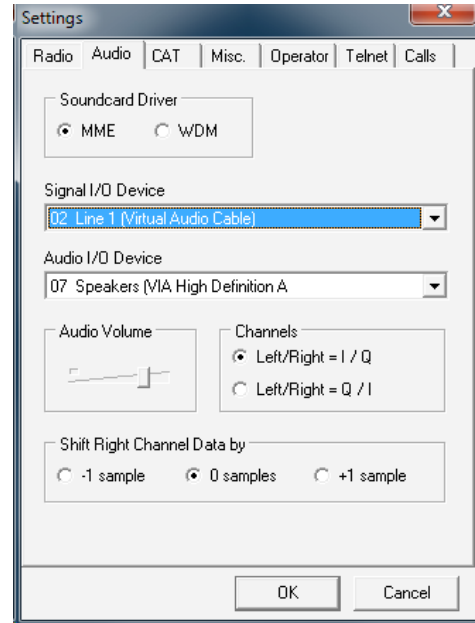 Settings
Radio Audio CAT Misc. Operator Telnet Calls
Soundcard Driver
MME WDM
Signal I/O Device
02 Line 1 (Virtual Audio Cable)
Audio I/O Device
07 Speakers (VIA High Definition A
Audio Volume
Channels
Left/Right = I / Q
Left/Right = Q / I
Shift Right Channel Data by
-1 sample 0 samples +1 sample
OK Cancel